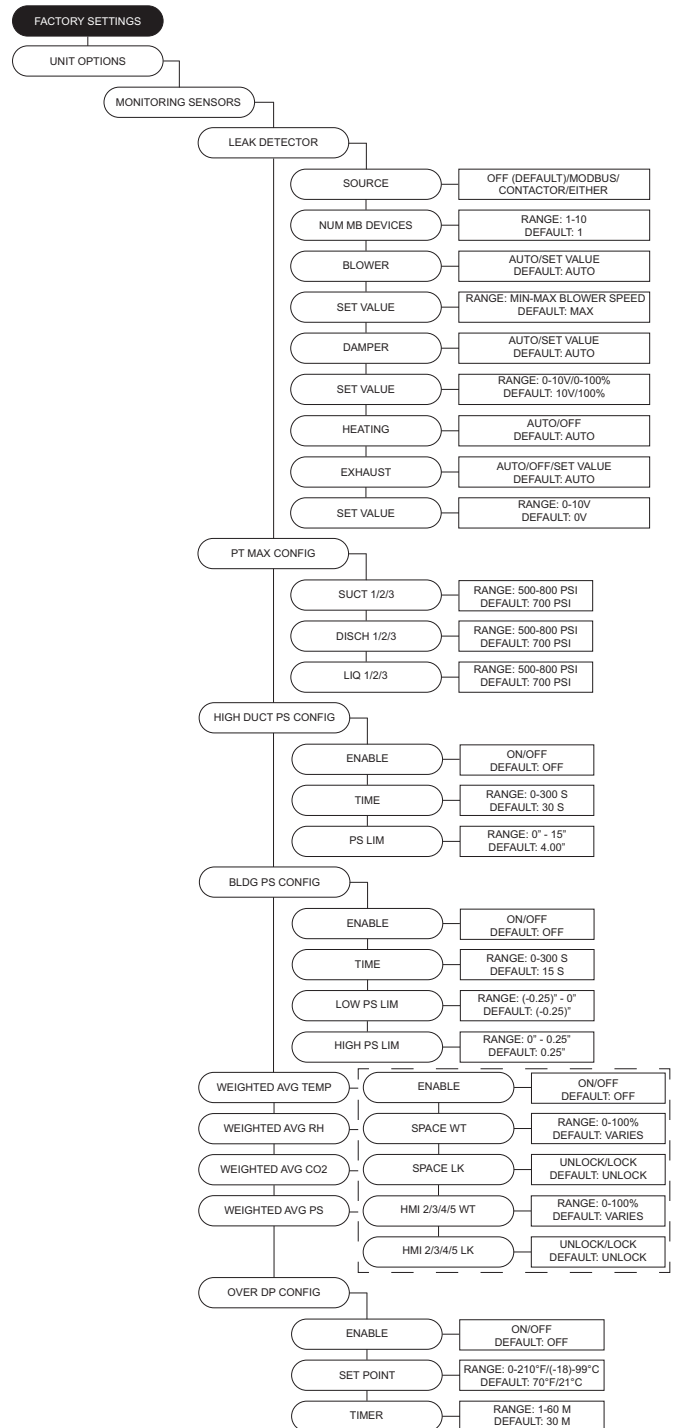 FACTORY SETTINGS
UNIT OPTIONS
MONITORING SENSORS
LEAK DETECTOR
SOURCE
OFF (DEFAULT)/MODBUS/
CONTACTOR/EITHER
NUM MB DEVICES
RANGE: 1-10
DEFAULT: 1
BLOWER
AUTO/SET VALUE
DEFAULT: AUTO
SET VALUE
RANGE: MIN-MAX BLOWER SPEED
DEFAULT: MAX
DAMPER
AUTO/SET VALUE
DEFAULT: AUTO
SET VALUE
RANGE: 0-10V/0-100%
DEFAULT: 10V/100%
HEATING
AUTO/OFF
DEFAULT: AUTO
EXHAUST
AUTO/OFF/SET VALUE
DEFAULT: AUTO
SET VALUE
RANGE: 0-10V
DEFAULT: 0V
PT MAX CONFIG
SUCT 1/2/3
RANGE: 500-800 PSI
DEFAULT: 700 PSI
DISCH 1/2/3
RANGE: 500-800 PSI
DEFAULT: 700 PSI
LIQ 1/2/3
RANGE: 500-800 PSI
DEFAULT: 700 PSI
HIGH DUCT PS CONFIG
ENABLE
ON/OFF
DEFAULT: OFF
TIME
RANGE: 0-300 S
DEFAULT: 30 S
PS LIM
RANGE: 0” - 15”
DEFAULT: 4.00”
BLDG PS CONFIG
ENABLE
ON/OFF
DEFAULT: OFF
TIME
RANGE: 0-300 S
DEFAULT: 15 S
LOW PS LIM
RANGE: (-0.25)” - 0”
DEFAULT: (-0.25)”
HIGH PS LIM
RANGE: 0” - 0.25”
DEFAULT: 0.25”
WEIGHTED AVG TEMP
ENABLE
ON/OFF
DEFAULT: OFF
WEIGHTED AVG RH
SPACE WT
RANGE: 0-100%
DEFAULT: VARIES
WEIGHTED AVG CO2
SPACE LK
UNLOCK/LOCK
DEFAULT: UNLOCK
WEIGHTED AVG PS
HMI 2/3/4/5 WT
RANGE: 0-100%
DEFAULT: VARIES
HMI 2/3/4/5 LK
UNLOCK/LOCK
DEFAULT: UNLOCK
OVER DP CONFIG
ENABLE
ON/OFF
DEFAULT: OFF
SET POINT
RANGE: 0-210°F/(-18)-99°C
DEFAULT: 70°F/21°C
TIMER
RANGE: 1-60 M
DEFAULT: 30 M